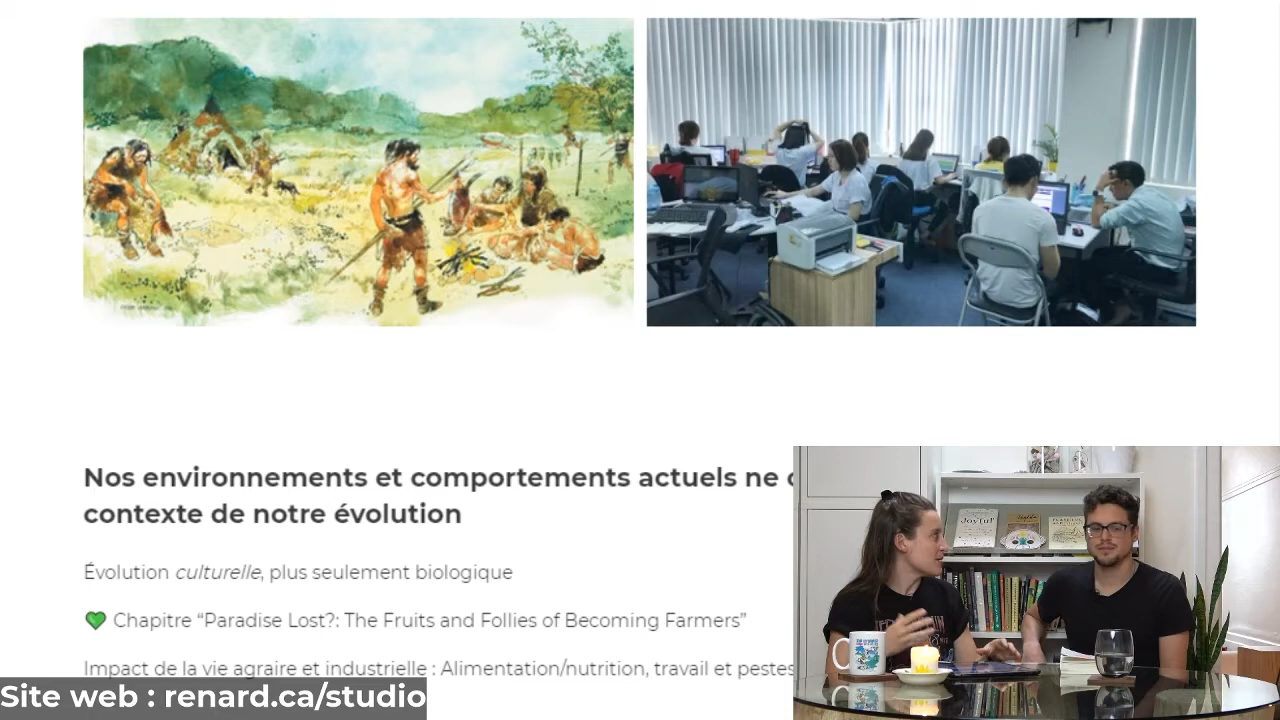 Nos environnements et comportements actuels ne
contexte de notre évolution
Évolution culturelle, plus seulement biologique
💚 Chapitre “Paradise Lost?: The Fruits and Follies of Becoming Farmers”
Impact de la vie agraire et industrielle : Alimentation/nutrition, travail et pestes
Site web : renard.ca/studio
Joyful